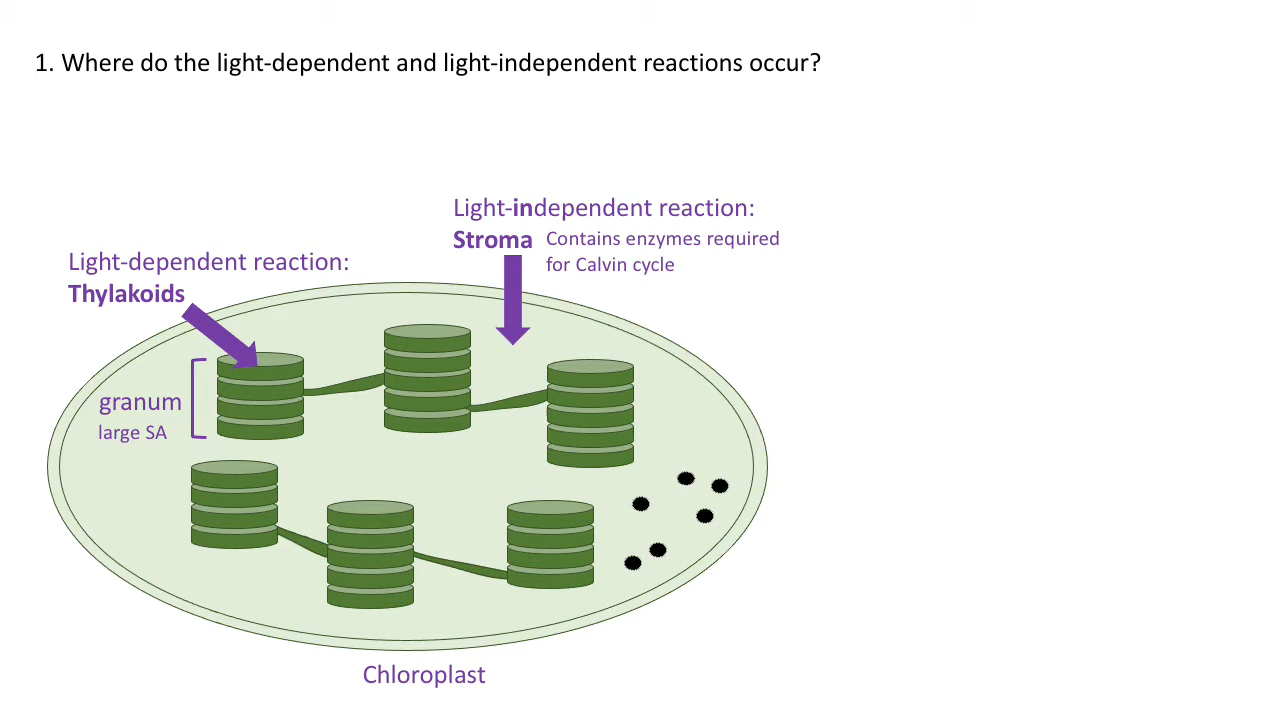 1. Where do the light-dependent and light-independent reactions occur?
Light-independent reaction:
Stroma Contains enzymes required
for Calvin cycle
Light-dependent reaction:
Thylakoids
granum
large SA
Chloroplast